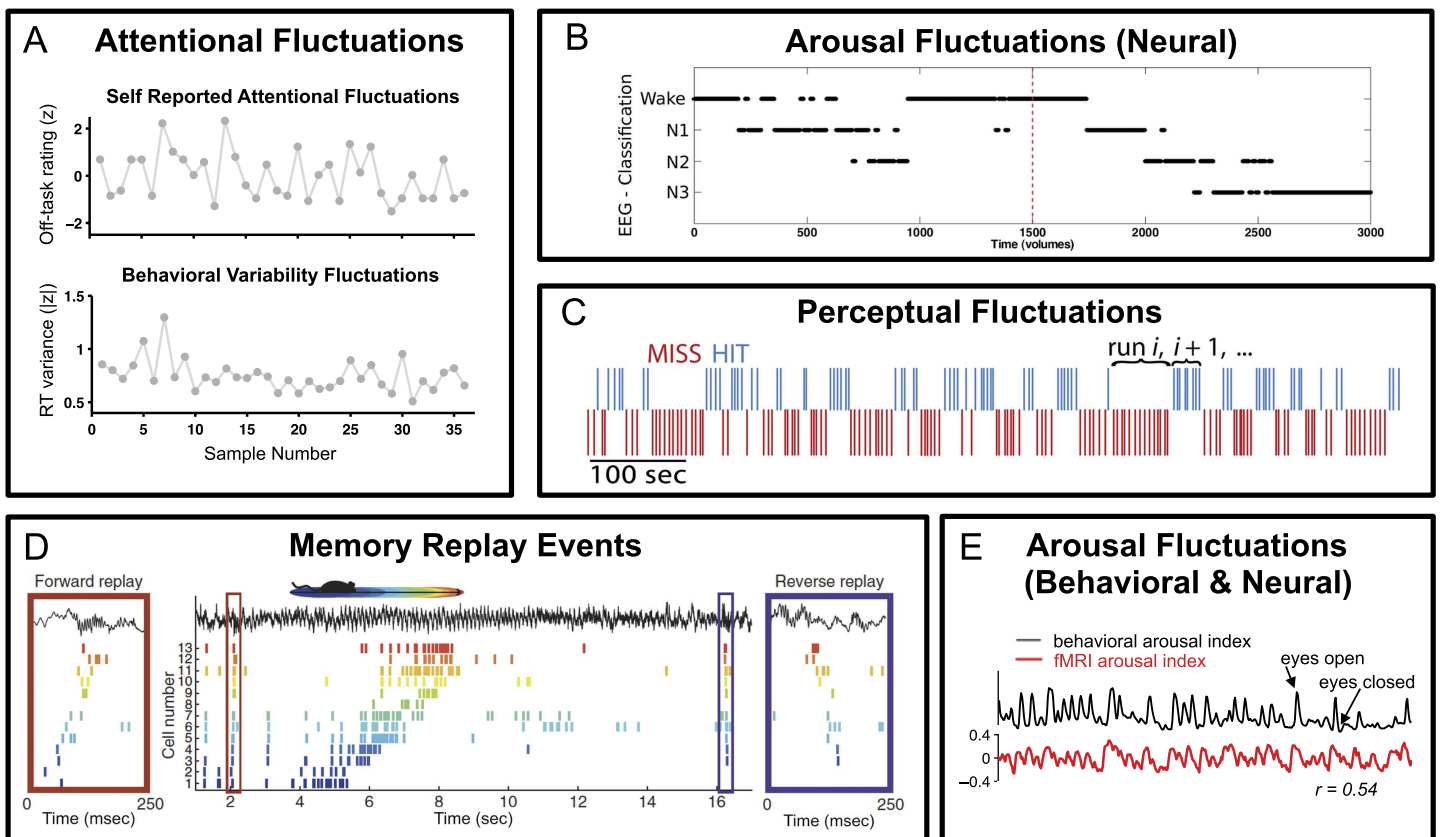 A
Attentional Fluctuations
Self Reported Attentional Fluctuations
Off-task rating (z)
2
0
−2
Behavioral Variability Fluctuations
RT variance (|z|)
1.5
1
0.5
0 5 10 15 20 25 30 35
Sample Number
B
Arousal Fluctuations (Neural)
EEG - Classification
Wake
N1
N2
N3
0 500 1000 1500 2000 2500 3000
Time (volumes)
C
Perceptual Fluctuations
MISS HIT
run i, i + 1, ...
100 sec
D
Memory Replay Events
Forward replay
0 250
Time (msec)
Cell number
13
12
11
10
9
8
7
6
5
4
3
2
1
2 4 6 8 10 12 14 16
Time (sec)
Reverse replay
0 250
Time (msec)
E
Arousal Fluctuations
(Behavioral & Neural)
behavioral arousal index
fMRI arousal index
eyes open
eyes closed
0.4
0
−0.4
r = 0.54